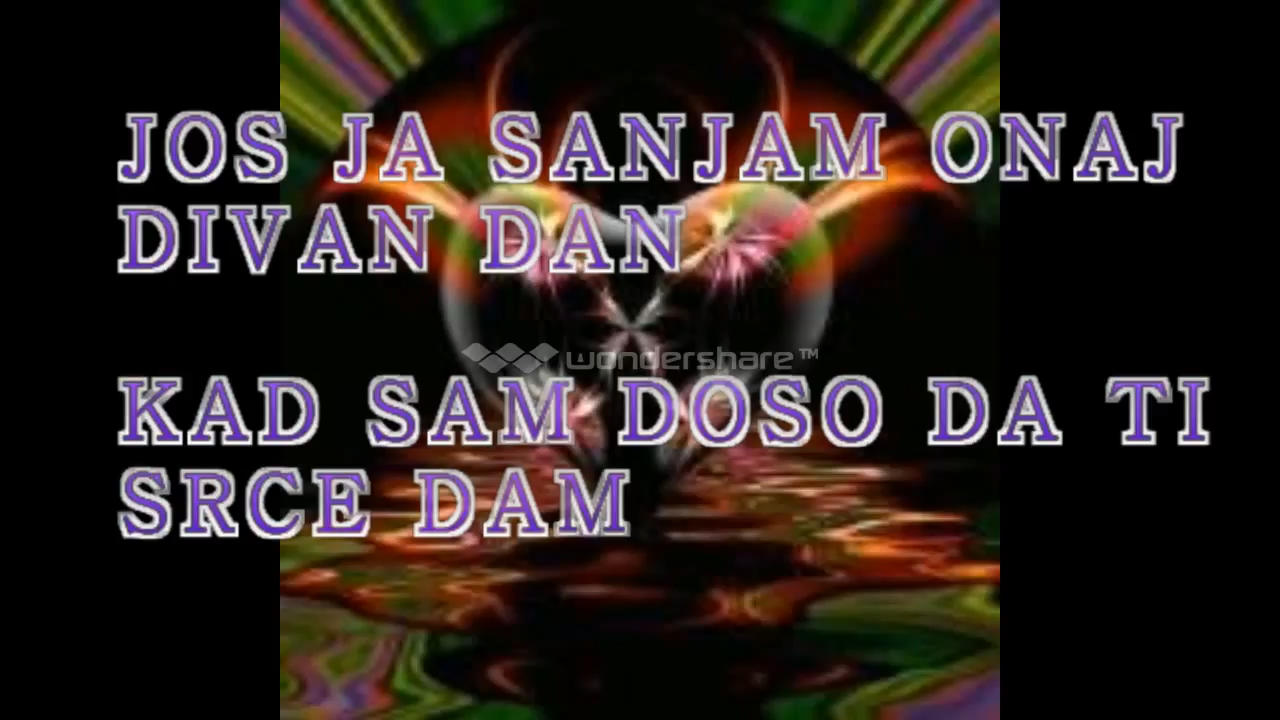 JOS JA SANJAM ONAJ
DIVAN DAN
wondershare™
KAD SAM DOSO DA TI
SRCE DAM